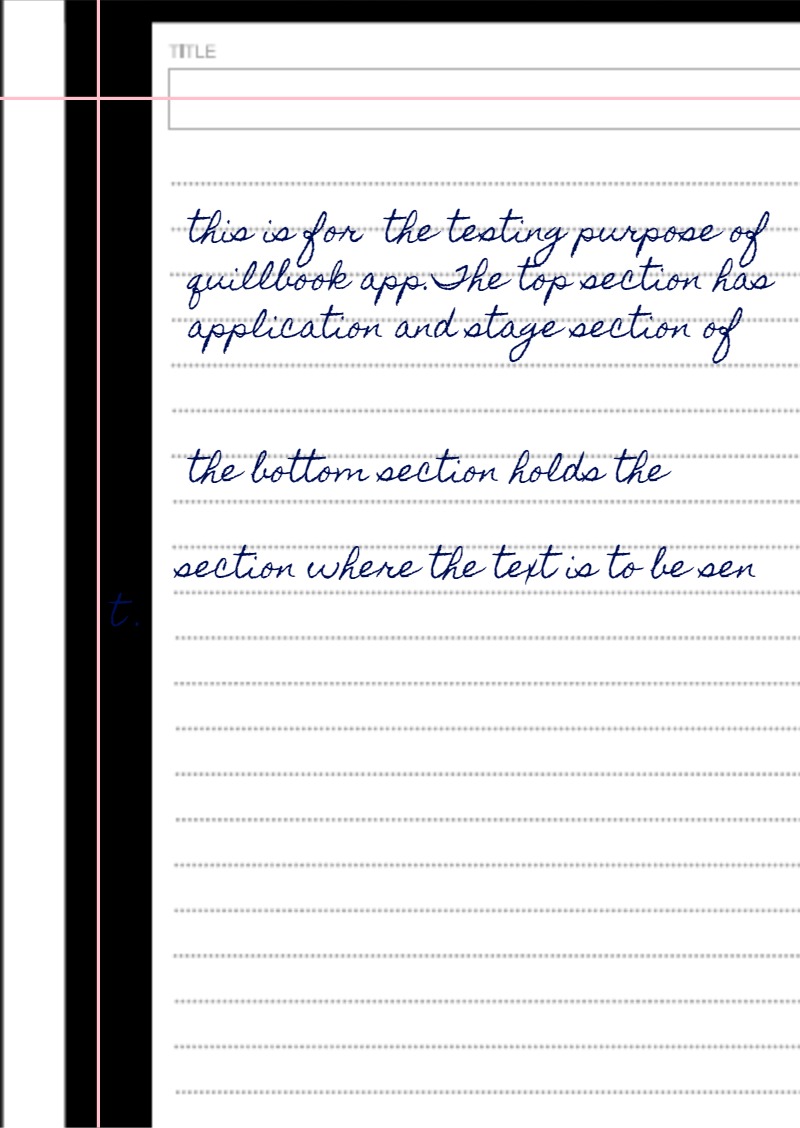 TITLE
this is for the testing purpose of
quillbook app. The top section has
application and stage section of
the bottom section holds the
section where the text is to be sen
t.